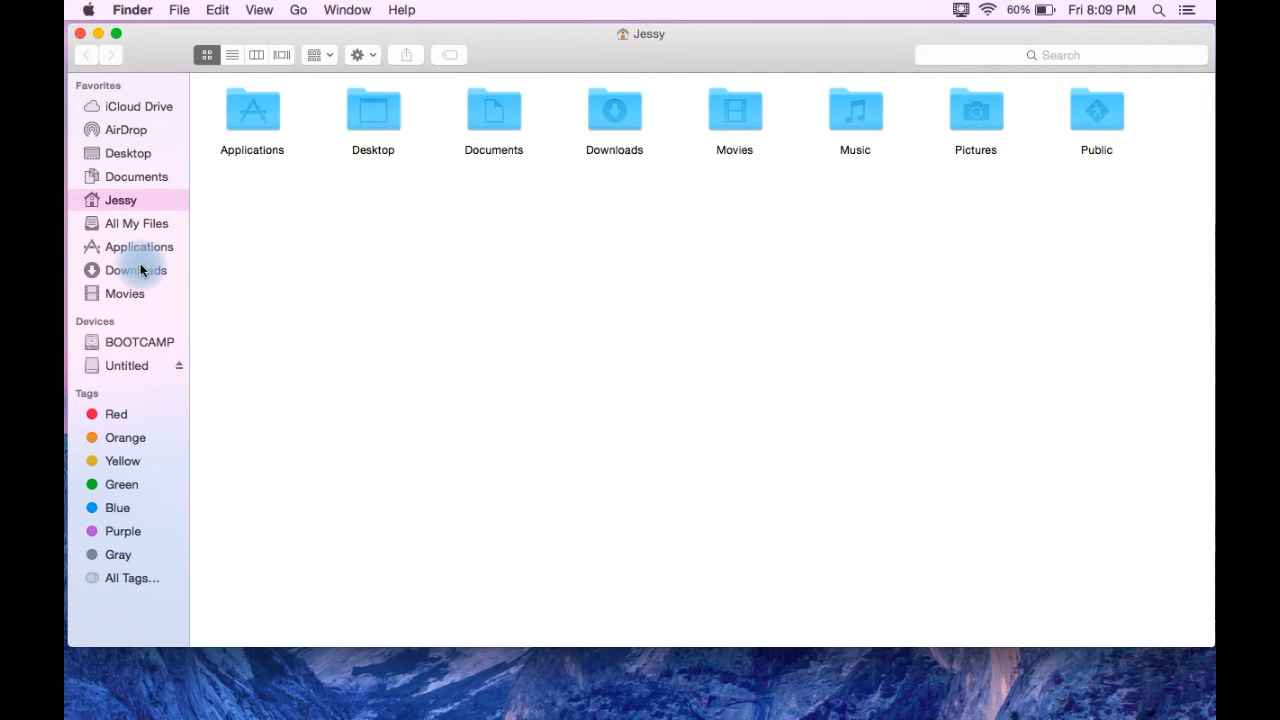 Finder File Edit View Go Window Help 60% Fri 8:09 PM
Jessy
Search
Favorites
iCloud Drive
AirDrop
Desktop
Documents
Jessy
All My Files
Applications
Downloads
Movies
Devices
BOOTCAMP
Untitled
Tags
Red
Orange
Yellow
Green
Blue
Purple
Gray
All Tags...
Applications Desktop Documents Downloads Movies Music Pictures Public